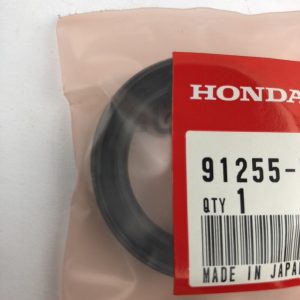 HONDA
91255-
QTY 1
MADE IN JAPAN